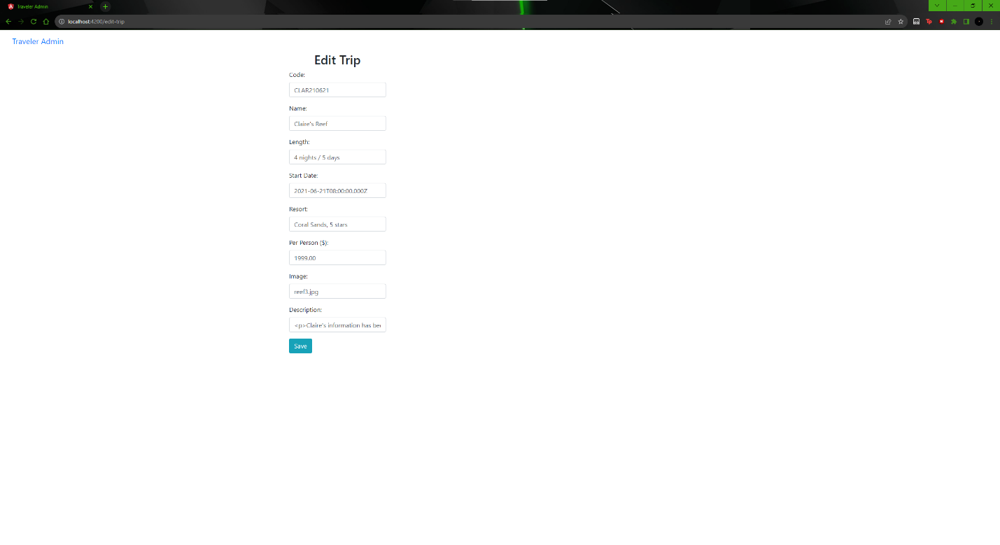 Traveler Admin
localhost:4200/edit-trip
Traveler Admin
Edit Trip
Code:
CLAR210621
Name:
Claire's Reef
Length:
4 nights / 5 days
Start Date:
2021-06-21T08:00:00.000Z
Resort:
Coral Sands, 5 stars
Per Person ($):
1999.00
Image:
reef3.jpg
Description:
<p>Claire's information has bee
Save